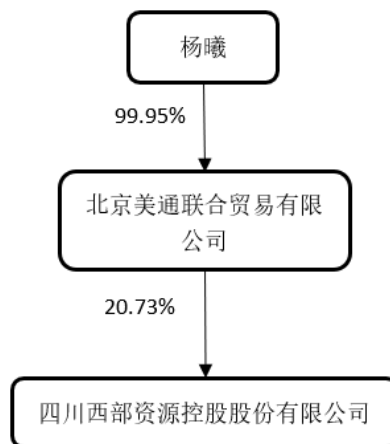 杨曦
99.95%
北京美通联合贸易有限
公司
20.73%
四川西部资源控股股份有限公司